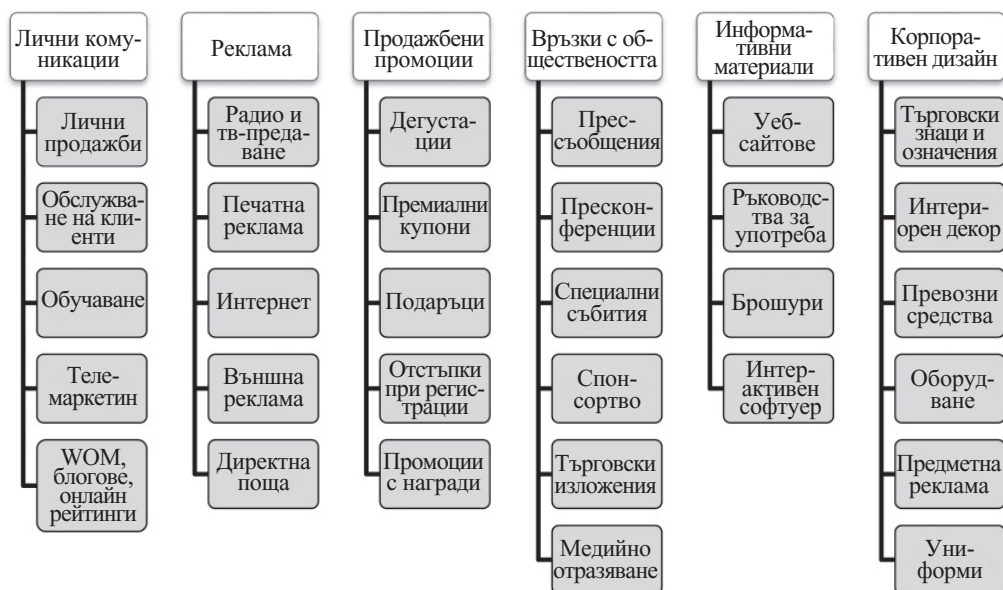 Лични кому-
никации
Лични
продажби
Обслужва-
не на кли-
енти
Обучаване
Теле-
маркетин
WOM,
блогове,
онлайн
рейтинги
Реклама
Радио и
тв-преда-
ване
Печатна
реклама
Интернет
Външна
реклама
Директна
поща
Продажбени
промоции
Дегуста-
ции
Премиални
купони
Подаръци
Отстъпки
при регис-
трации
Промоции
с награди
Връзки с об-
ществеността
Прес-
съобщения
Прескон-
ференции
Специални
събития
Спон-
сортво
Търговски
изложения
Медийно
отразяване
Информа-
тивни
материали
Уеб-
сайтове
Ръководс-
тва за
употреба
Брошури
Интер-
активен
софтуер
Корпора-
тивен дизайн
Търговски
знаци и
означения
Интери-
орен декор
Превозни
средства
Оборуд-
ване
Предметна
реклама
Уни-
форми